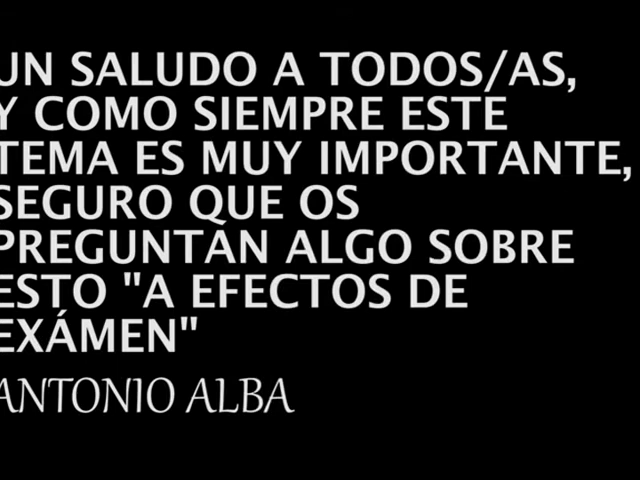 UN SALUDO A TODOS/AS,
Y COMO SIEMPRE ESTE
TEMA ES MUY IMPORTANTE,
SEGURO QUE OS
PREGUNTAN ALGO SOBRE
ESTO "A EFECTOS DE
EXÁMEN"
ANTONIO ALBA